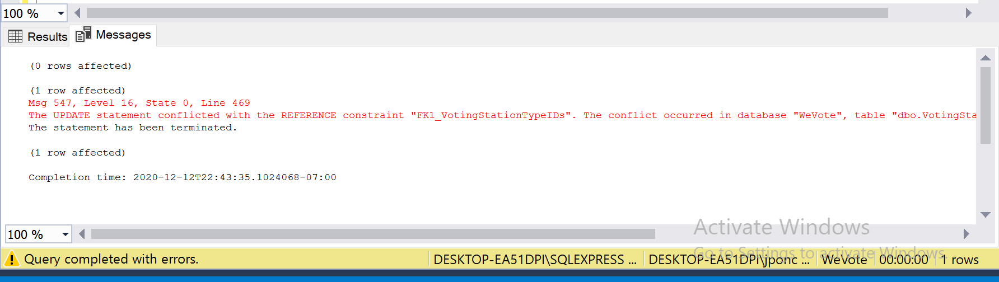 100 %
Results
Messages
(0 rows affected)
(1 row affected)
Msg 547, Level 16, State 0, Line 469
The UPDATE statement conflicted with the REFERENCE constraint "FK1_VotingStationTypeIDs". The conflict occurred in database "WeVote", table "dbo.VotingSta
The statement has been terminated.
(1 row affected)
Completion time: 2020-12-12T22:43:35.1024068-07:00
100 %
Activate Windows
Go to Settings to activate Windows.
Query completed with errors.
DESKTOP-EA51DPI\SQLEXPRESS ...
DESKTOP-EA51DPI\jponc ...
WeVote
00:00:00
1 rows